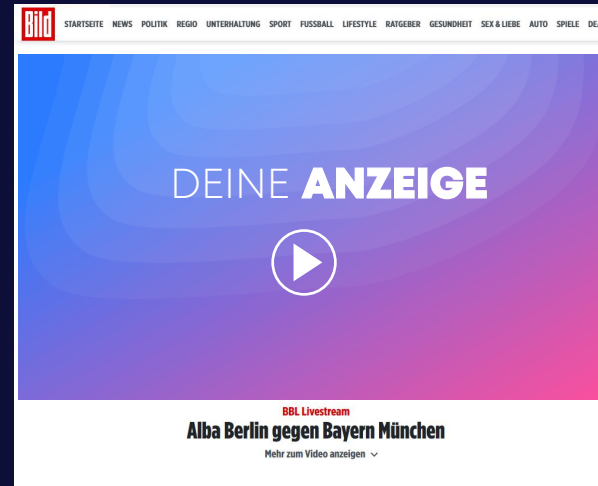 Bild STARTSEITE NEWS POLITIK REGIO UNTERHALTUNG SPORT FUSSBALL LIFESTYLE RATGEBER GESUNDHEIT SEX & LIEBE AUTO SPIELE
DEINE ANZEIGE
BBL Livestream
Alba Berlin gegen Bayern München
Mehr zum Video anzeigen